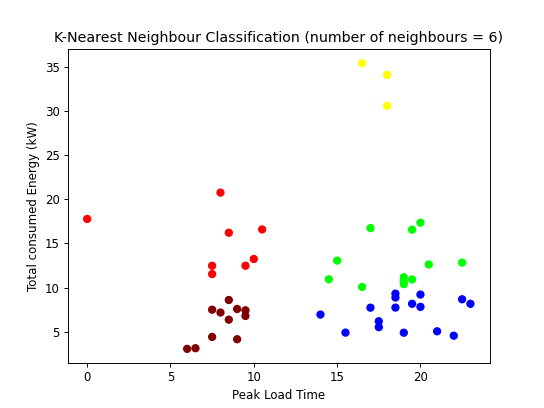 K-Nearest Neighbour Classification (number of neighbours = 6)
35
30
25
20
15
10
5
Total consumed Energy (kW)
0 5 10 15 20
Peak Load Time